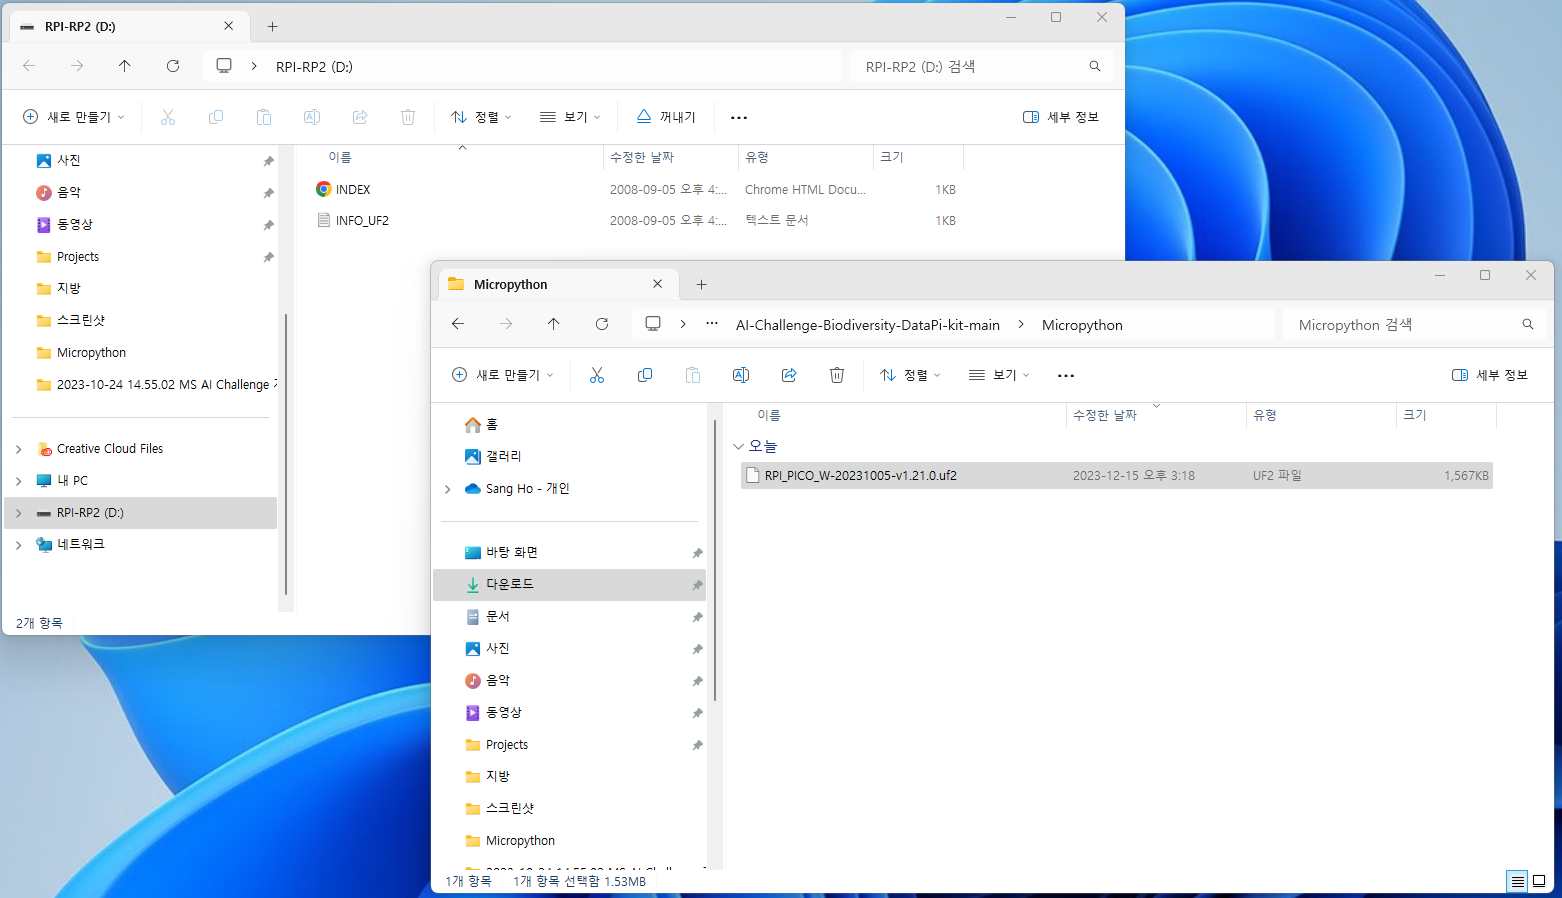 RPI-RP2 (D:)
RPI-RP2 (D:)
RPI-RP2 (D:) 검색
새로 만들기
정렬
보기
꺼내기
세부 정보
사진
음악
동영상
Projects
지방
스크린샷
Micropython
2023-10-24 14.55.02 MS AI Challenge
Creative Cloud Files
내 PC
RPI-RP2 (D:)
네트워크
이름 수정한 날짜 유형 크기
INDEX 2008-09-05 오후 4:... Chrome HTML Docu... 1KB
INFO_UF2 2008-09-05 오후 4:... 텍스트 문서 1KB
2개 항목
Micropython
AI-Challenge-Biodiversity-DataPi-kit-main Micropython
Micropython 검색
새로 만들기
정렬
보기
세부 정보
홈
갤러리
Sang Ho - 개인
바탕 화면
다운로드
문서
사진
음악
동영상
Projects
지방
스크린샷
Micropython
이름 수정한 날짜 유형 크기
오늘
RPI_PICO_W-20231005-v1.21.0.uf2 2023-12-15 오후 3:18 UF2 파일 1,567KB
1개 항목 1개 항목 선택함 1.53MB